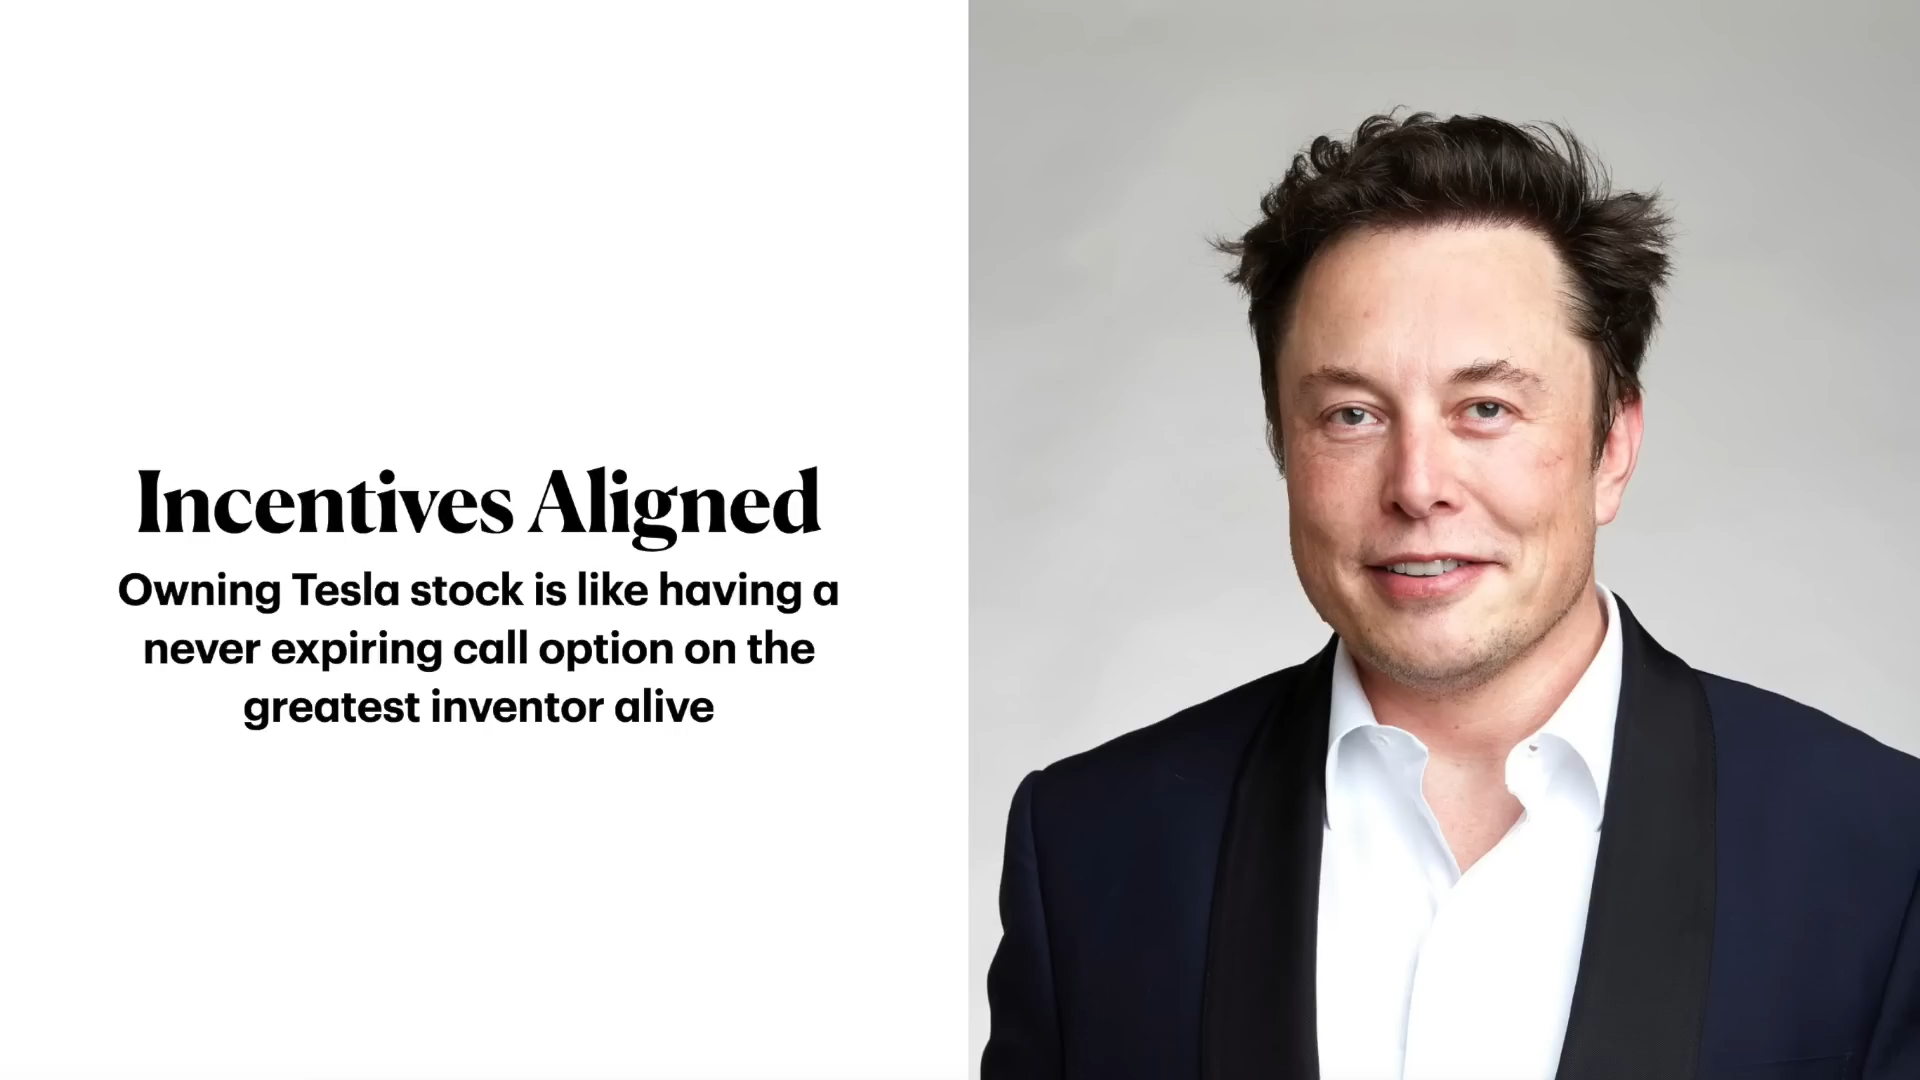 Incentives Aligned
Owning Tesla stock is like having a
never expiring call option on the
greatest inventor alive